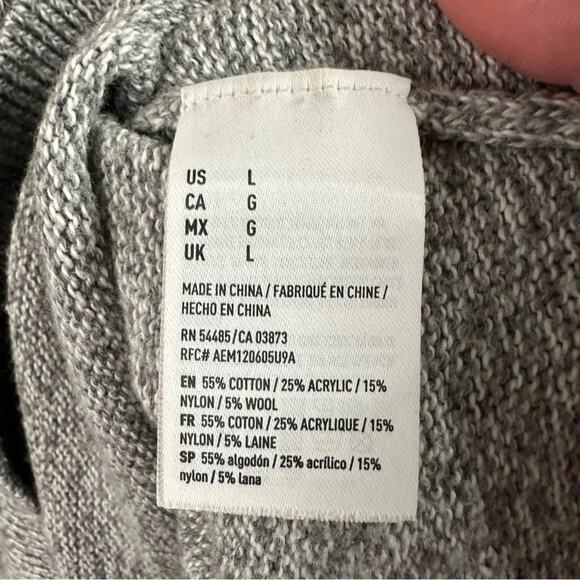 US L
CA G
MX G
UK L
MADE IN CHINA / FABRIQUÉ EN CHINE /
HECHO EN CHINA
RN 54485/CA 03873
RFC# AEM120605U9A
EN 55% COTTON / 25% ACRYLIC / 15%
NYLON / 5% WOOL
FR 55% COTON / 25% ACRYLIQUE / 15%
NYLON / 5% LAINE
SP 55% algodón / 25% acrílico / 15%
nylon / 5% lana